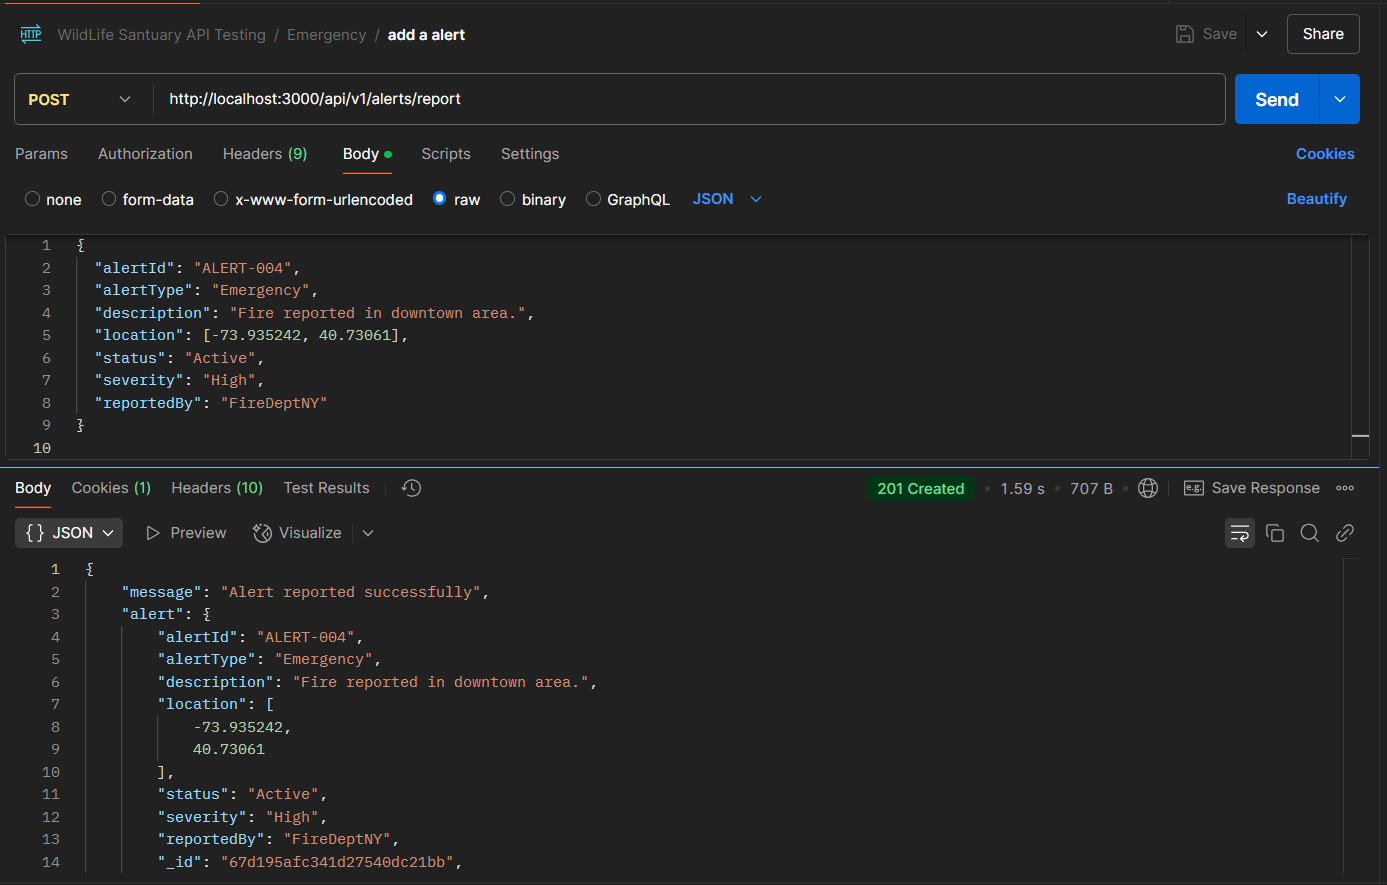 HTTP WildLife Santuary API Testing / Emergency / add a alert Save Share
POST http://localhost:3000/api/v1/alerts/report Send
Params Authorization Headers (9) Body Scripts Settings Cookies
none form-data x-www-form-urlencoded raw binary GraphQL JSON Beautify
1 {
2 "alertId": "ALERT-004",
3 "alertType": "Emergency",
4 "description": "Fire reported in downtown area.",
5 "location": [-73.935242, 40.73061],
6 "status": "Active",
7 "severity": "High",
8 "reportedBy": "FireDeptNY"
9 }
10
Body Cookies (1) Headers (10) Test Results 201 Created 1.59 s 707 B e.g. Save Response
{} JSON Preview Visualize
1 {
2 "message": "Alert reported successfully",
3 "alert": {
4 "alertId": "ALERT-004",
5 "alertType": "Emergency",
6 "description": "Fire reported in downtown area.",
7 "location": [
8 -73.935242,
9 40.73061
10 ],
11 "status": "Active",
12 "severity": "High",
13 "reportedBy": "FireDeptNY",
14 "_id": "67d195afc341d27540dc21bb",